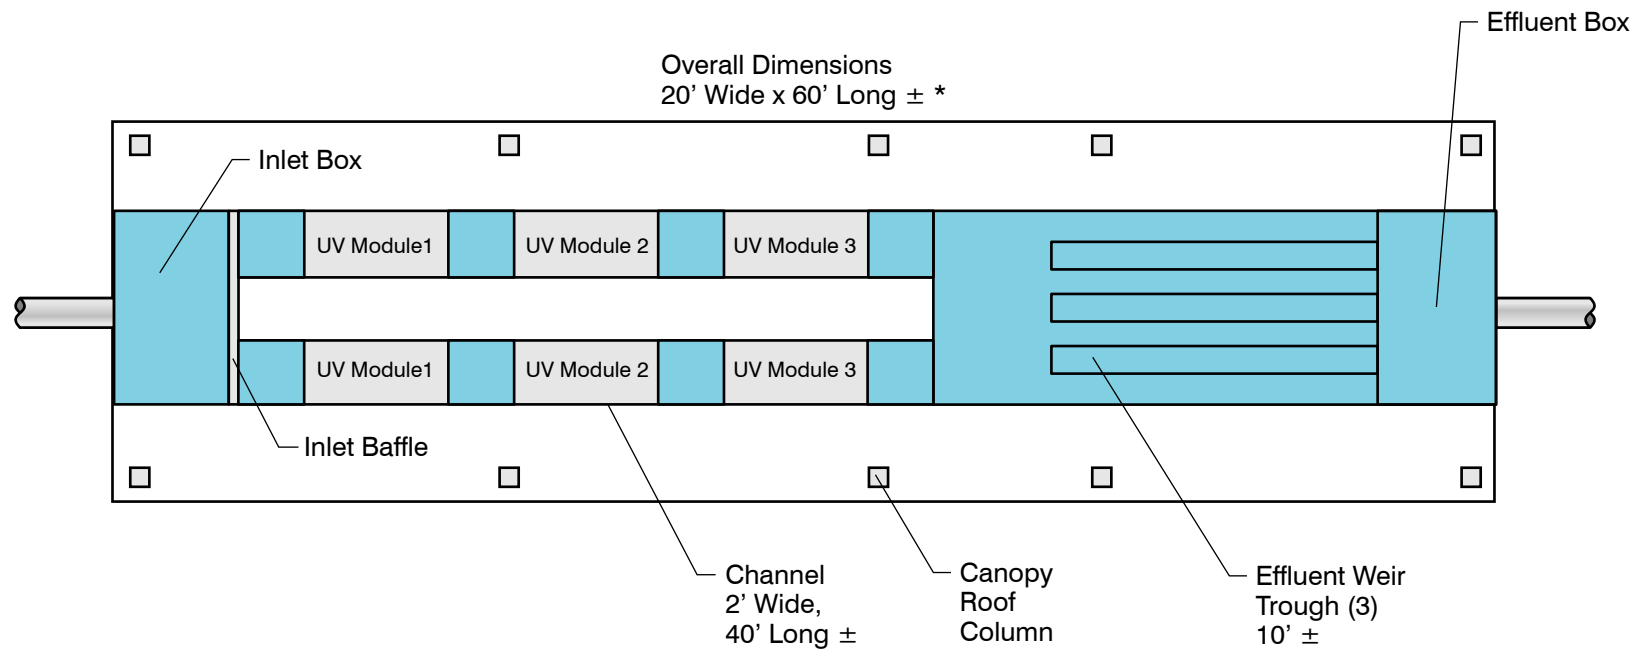 Effluent Box
Overall Dimensions
20’ Wide x 60’ Long ± *
Inlet Box
UV Module1
UV Module 2
UV Module 3
UV Module1
UV Module 2
UV Module 3
Inlet Baffle
Channel
2’ Wide,
40’ Long ±
Canopy
Roof
Column
Effluent Weir
Trough (3)
10’ ±